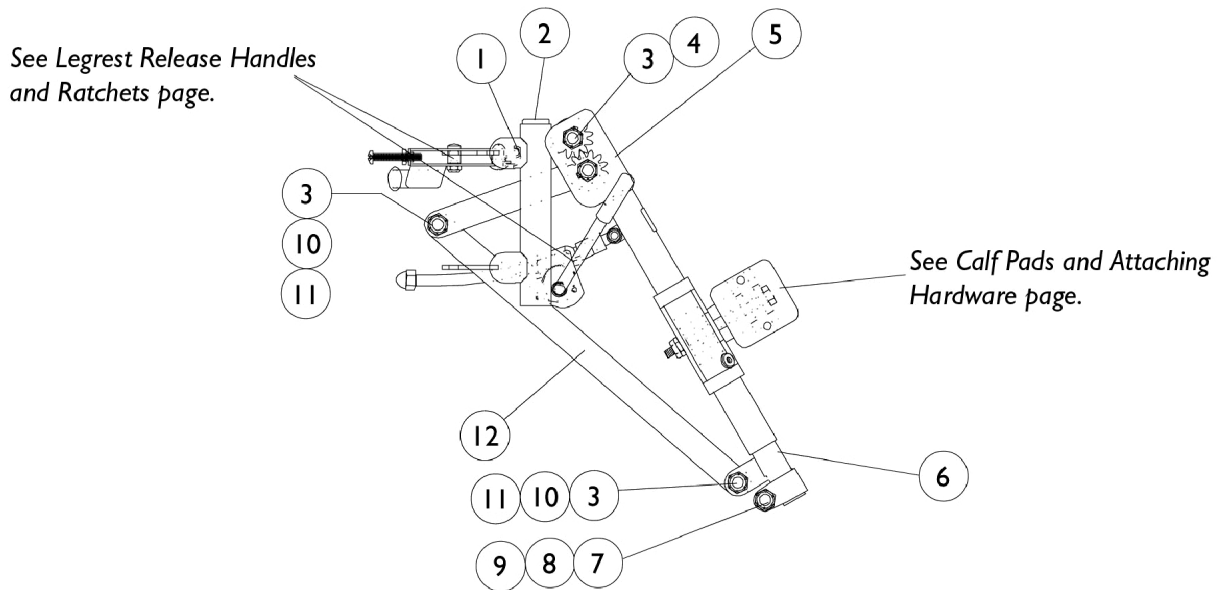 See Legrest Release Handles
and Ratchets page.
1
2
3 4
5
3
10
11
See Calf Pads and Attaching
Hardware page.
12
11 10 3
6
9 8 7